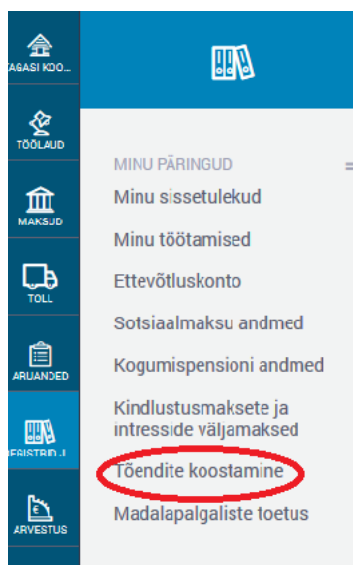 TAGASI KOO...
TÖÖLAUD
MAKSUD
TOLL
ARUANDED
REGISTRID J...
ARVESTUS
MINU PÄRINGUD
Minu sissetulekud
Minu töötamised
Ettevõtluskonto
Sotsiaalmaksu andmed
Kogumispensioni andmed
Kindlustusmaksete ja
intresside väljamaksed
Tõendite koostamine
Madalapalgaliste toetus